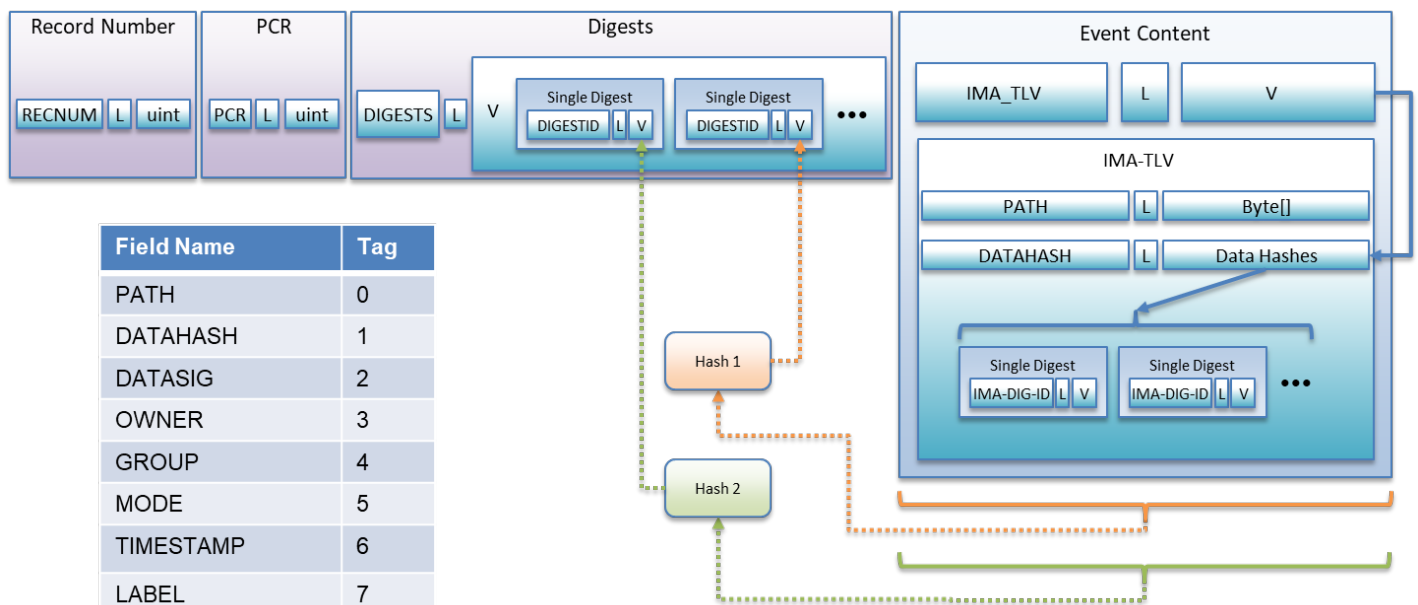 Record Number
RECNUM L uint
PCR
PCR L uint
Digests
DIGESTS L V
Single Digest
DIGESTID L V
Single Digest
DIGESTID L V
•••
Event Content
IMA_TLV L V
IMA-TLV
PATH L Byte[]
DATAHASH L Data Hashes
Single Digest
IMA-DIG-ID L V
Single Digest
IMA-DIG-ID L V
•••
Hash 1
Hash 2
Field Name Tag
PATH 0
DATAHASH 1
DATASIG 2
OWNER 3
GROUP 4
MODE 5
TIMESTAMP 6
LABEL 7